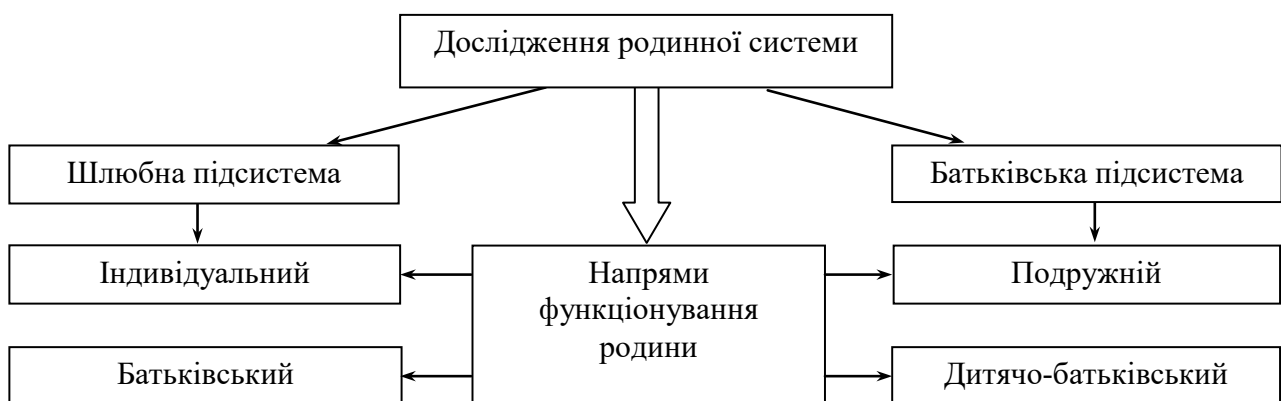 Дослідження родинної системи
Шлюбна підсистема
Батьківська підсистема
Індивідуальний
Напрями
функціонування
родини
Подружній
Батьківський
Дитячо-батьківський